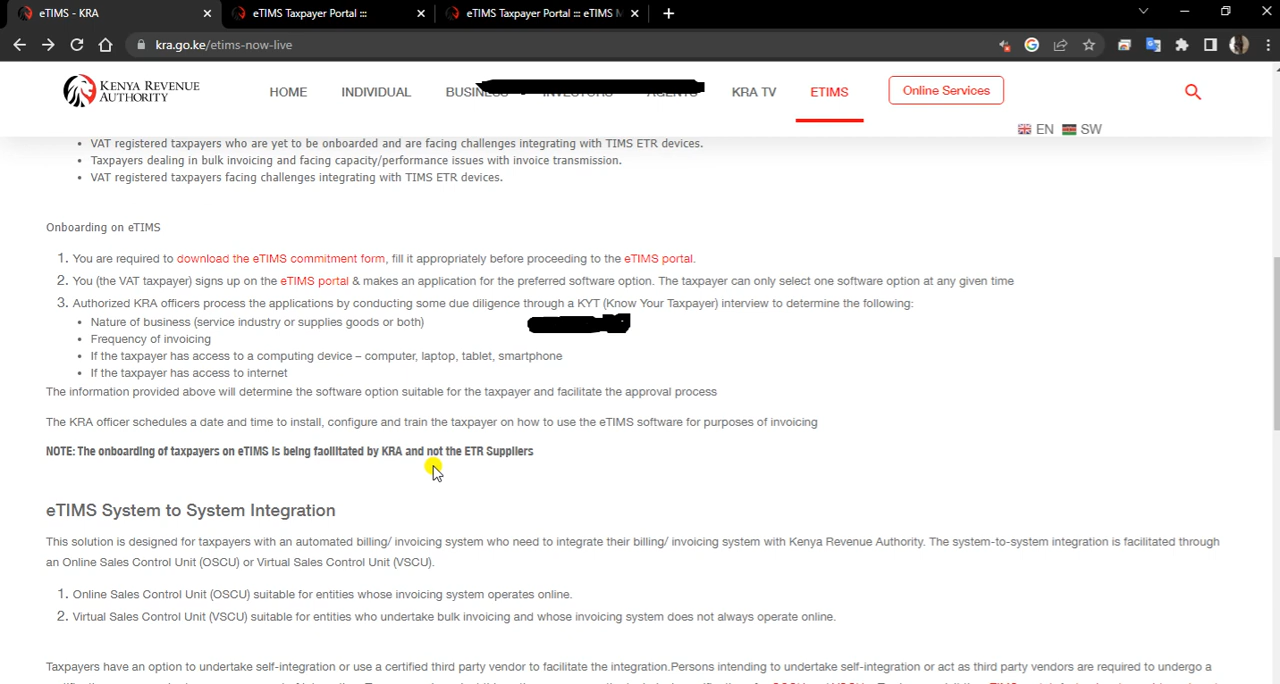 eTIMS - KRA
eTIMS Taxpayer Portal :::
eTIMS Taxpayer Portal ::: eTIMS
kra.go.ke/etims-now-live
KENYA REVENUE
AUTHORITY
HOME INDIVIDUAL BUSINESS INVESTORS AGENTS KRA TV ETIMS Online Services
EN SW
VAT registered taxpayers who are yet to be onboarded and are facing challenges integrating with TIMS ETR devices.
Taxpayers dealing in bulk invoicing and facing capacity/performance issues with invoice transmission.
VAT registered taxpayers facing challenges integrating with TIMS ETR devices.
Onboarding on eTIMS
1. You are required to download the eTIMS commitment form, fill it appropriately before proceeding to the eTIMS portal.
2. You (the VAT taxpayer) signs up on the eTIMS portal & makes an application for the preferred software option. The taxpayer can only select one software option at any given time
3. Authorized KRA officers process the applications by conducting some due diligence through a KYT (Know Your Taxpayer) interview to determine the following:
Nature of business (service industry or supplies goods or both)
Frequency of invoicing
If the taxpayer has access to a computing device – computer, laptop, tablet, smartphone
If the taxpayer has access to internet
The information provided above will determine the software option suitable for the taxpayer and facilitate the approval process
The KRA officer schedules a date and time to install, configure and train the taxpayer on how to use the eTIMS software for purposes of invoicing
NOTE: The onboarding of taxpayers on eTIMS is being facilitated by KRA and not the ETR Suppliers
eTIMS System to System Integration
This solution is designed for taxpayers with an automated billing/ invoicing system who need to integrate their billing/ invoicing system with Kenya Revenue Authority. The system-to-system integration is facilitated through
an Online Sales Control Unit (OSCU) or Virtual Sales Control Unit (VSCU).
1. Online Sales Control Unit (OSCU) suitable for entities whose invoicing system operates online.
2. Virtual Sales Control Unit (VSCU) suitable for entities who undertake bulk invoicing and whose invoicing system does not always operate online.
Taxpayers have an option to undertake self-integration or use a certified third party vendor to facilitate the integration.Persons intending to undertake self-integration or act as third party vendors are required to undergo a